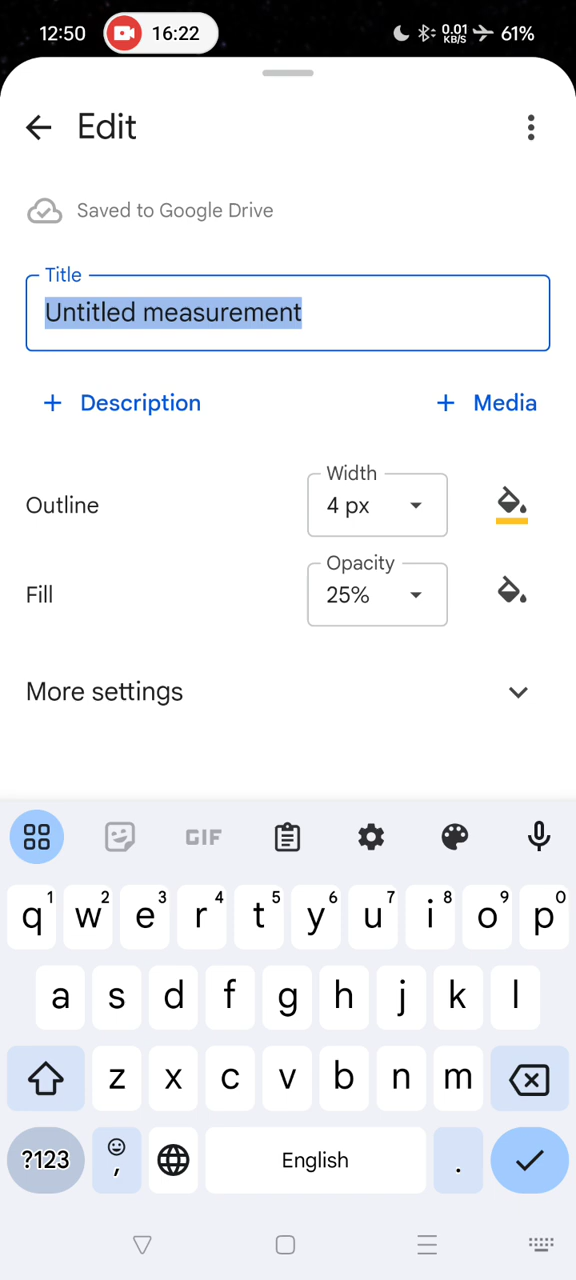 12:50 16:22 0.01 KB/S 61%
Edit
Saved to Google Drive
Title
Untitled measurement
+ Description + Media
Width
Outline 4 px
Opacity
Fill 25%
More settings
GIF
q1 w2 e3 r4 t5 y6 u7 i8 o9 p0
a s d f g h j k l
z x c v b n m
?123 , English .